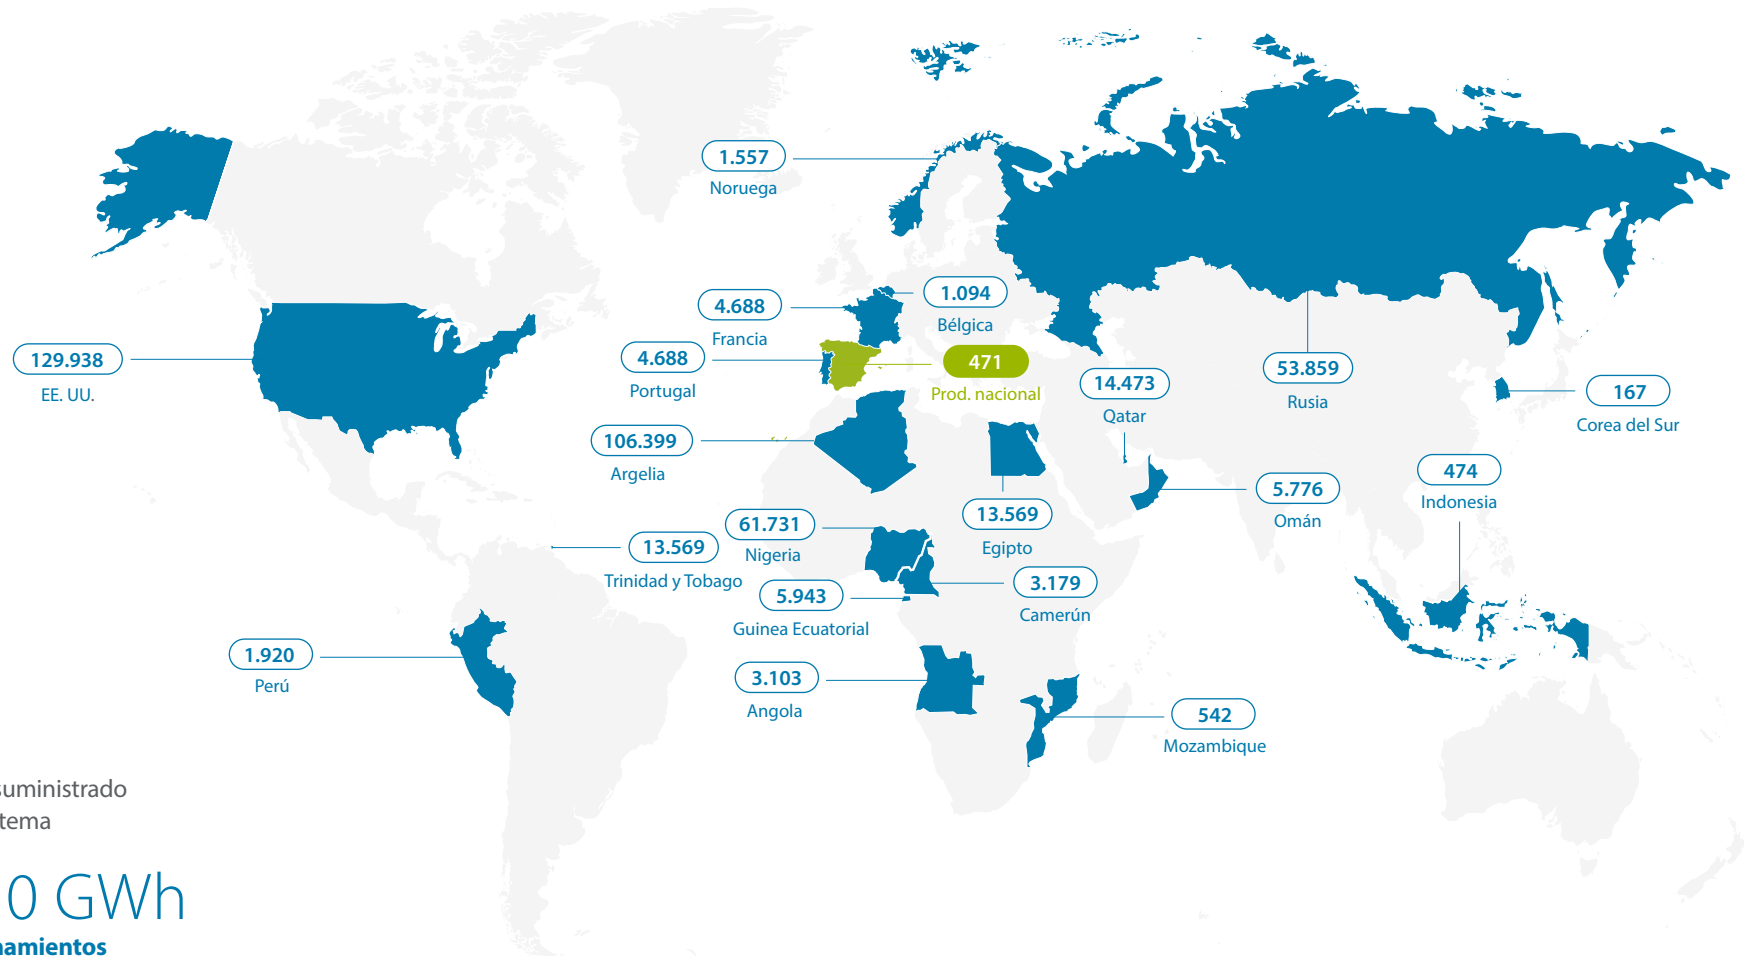 1.557
Noruega
4.688
Francia
1.094
Bélgica
129.938
EE. UU.
4.688
Portugal
471
Prod. nacional
14.473
Qatar
53.859
Rusia
167
Corea del Sur
106.399
Argelia
474
Indonesia
5.776
Omán
13.569
Egipto
61.731
Nigeria
13.569
Trinidad y Tobago
3.179
Camerún
5.943
Guinea Ecuatorial
1.920
Perú
3.103
Angola
542
Mozambique
suministrado
tema
0 GWh
namientos